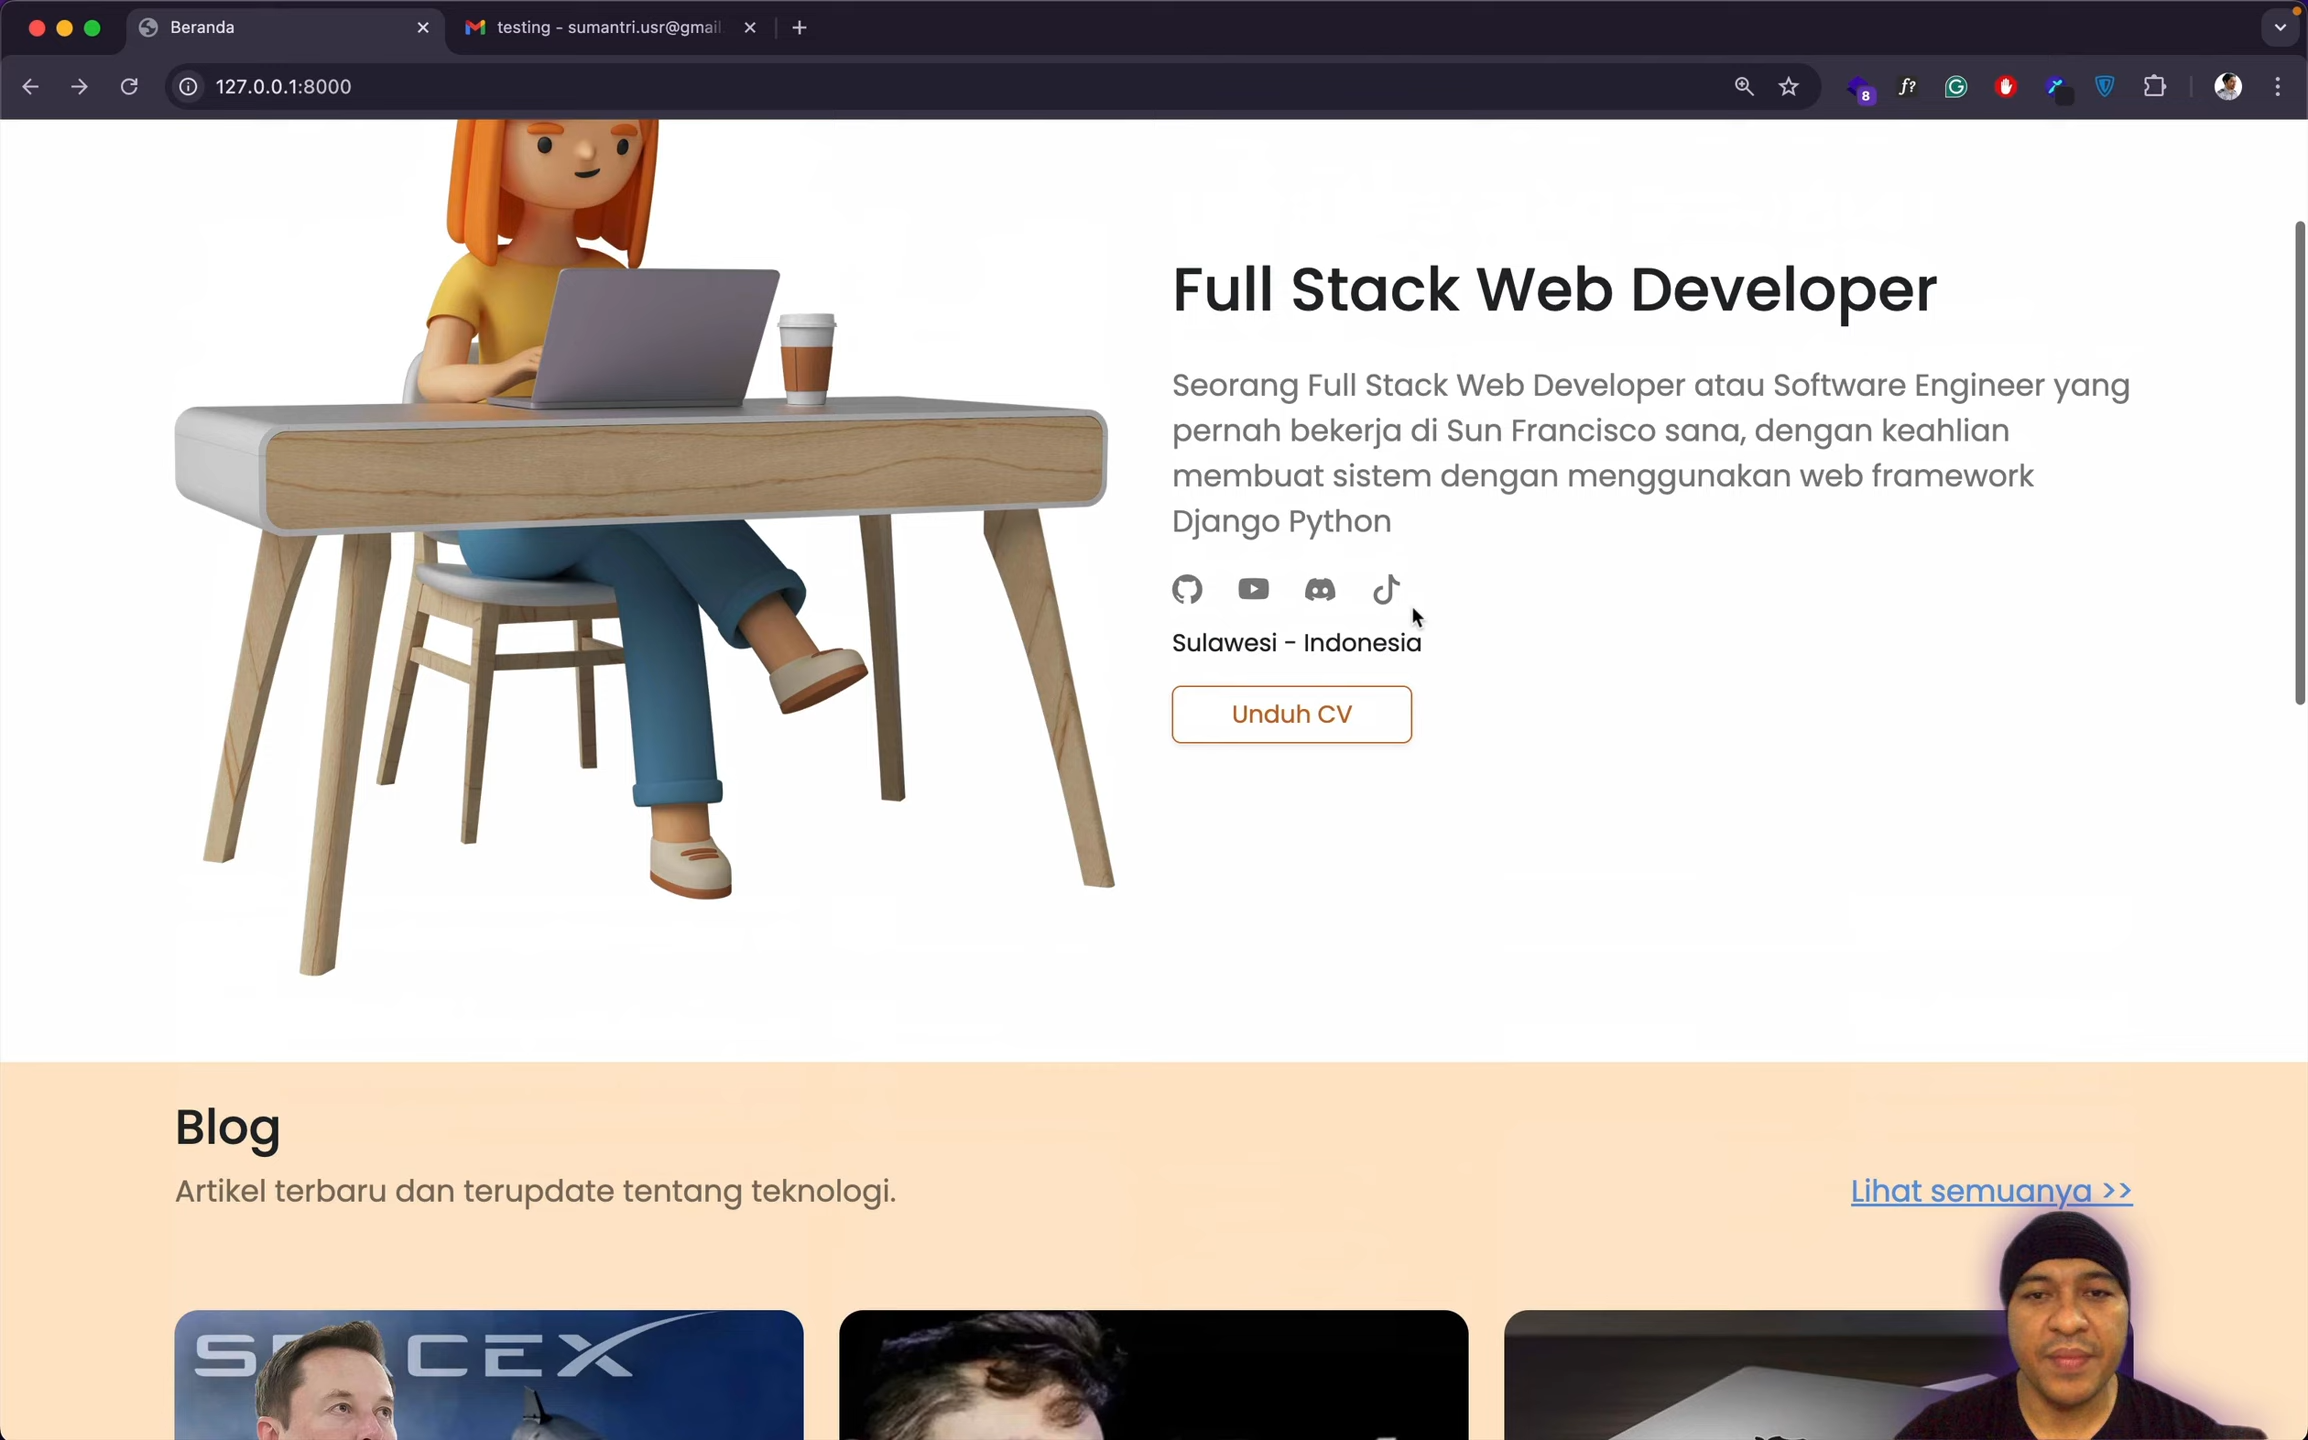 Beranda
testing - sumantri.usr@gmail.
127.0.0.1:8000
8
f?
Full Stack Web Developer
Seorang Full Stack Web Developer atau Software Engineer yang
pernah bekerja di Sun Francisco sana, dengan keahlian
membuat sistem dengan menggunakan web framework
Django Python
Sulawesi - Indonesia
Unduh CV
Blog
Artikel terbaru dan terupdate tentang teknologi.
Lihat semuanya >>
SPACEX